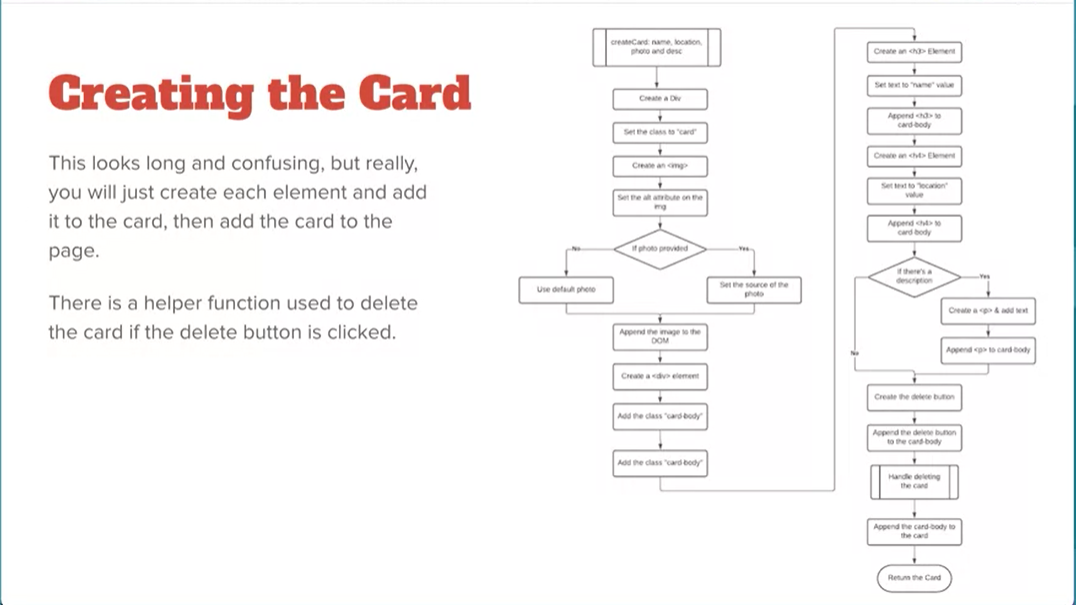 Creating the Card
This looks long and confusing, but really,
you will just create each element and add
it to the card, then add the card to the
page.
There is a helper function used to delete
the card if the delete button is clicked.
createCard: name, location,
photo and desc
Create a Div
Set the class to "card"
Create an <img>
Set the alt attribute on the
img
If photo provided
No
Yes
Use default photo
Set the source of the
photo
Append the image to the
DOM
Create a <div> element
Add the class "card-body"
Add the class "card-body"
Create an <h3> Element
Set text to "name" value
Append <h3> to
card-body
Create an <h4> Element
Set text to "location"
value
Append <h4> to
card-body
If there's a
description
Yes
Create a <p> & add text
Append <p> to card-body
No
Create the delete button
Append the delete button
to the card-body
Handle deleting
the card
Append the card-body to
the card
Return the Card